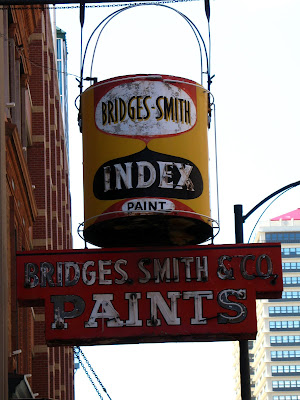 BRIDGES-SMITH
INDEX
PAINT
BRIDGES. SMITH & CO.
PAINTS